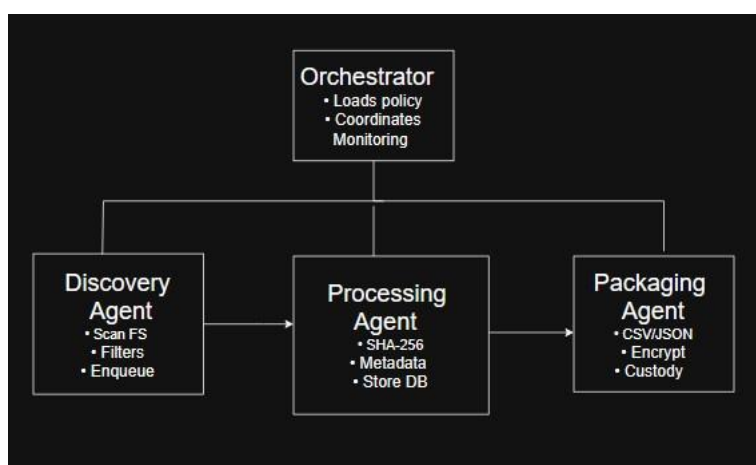 Orchestrator
• Loads policy
• Coordinates
Monitoring
Discovery
Agent
• Scan FS
• Filters
• Enqueue
Processing
Agent
• SHA-256
• Metadata
• Store DB
Packaging
Agent
• CSV/JSON
• Encrypt
• Custody